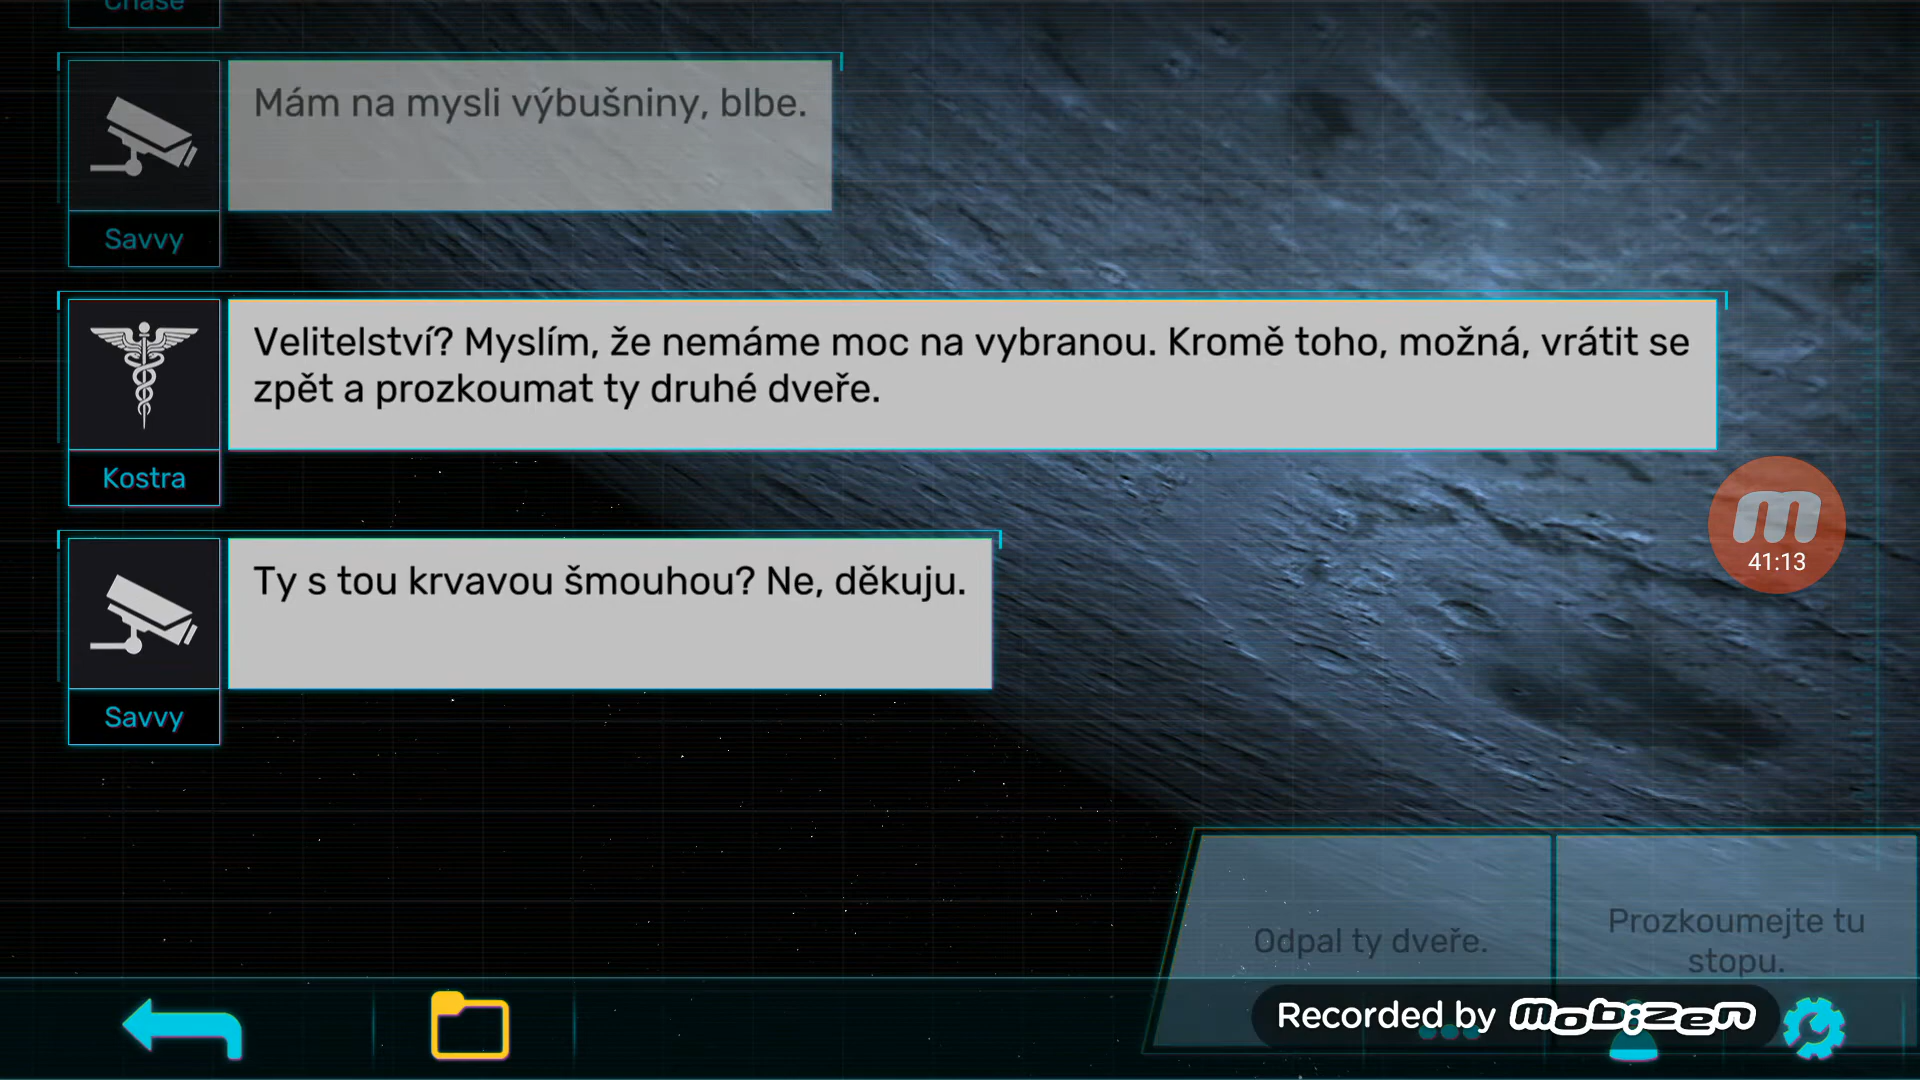 Chase
Mám na mysli výbušniny, blbe.
Savvy
Velitelství? Myslím, že nemáme moc na vybranou. Kromě toho, možná, vrátit se
zpět a prozkoumat ty druhé dveře.
Kostra
Ty s tou krvavou šmouhou? Ne, děkuju.
Savvy
41:13
Odpal ty dveře.
Prozkoumejte tu
stopu.
Recorded by mobizen